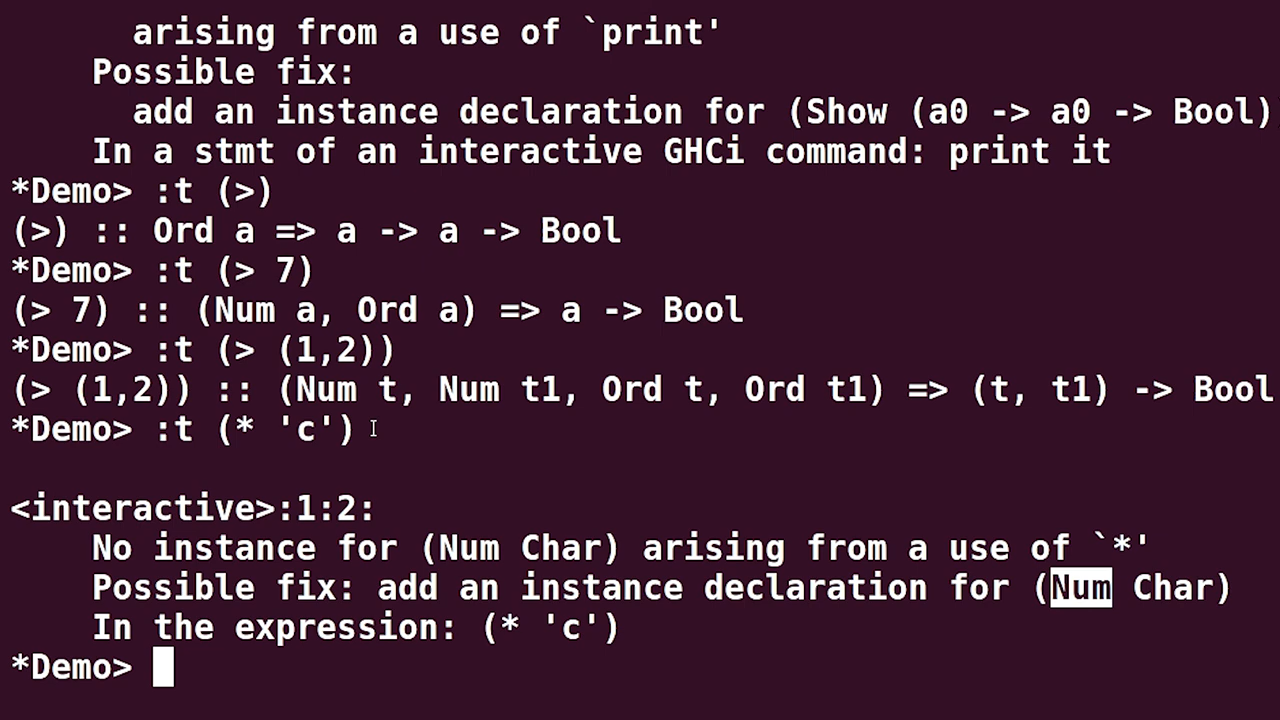 arising from a use of `print'
Possible fix:
add an instance declaration for (Show (a0 -> a0 -> Bool)
In a stmt of an interactive GHCi command: print it
*Demo> :t (>)
(>) :: Ord a => a -> a -> Bool
*Demo> :t (> 7)
(> 7) :: (Num a, Ord a) => a -> Bool
*Demo> :t (> (1,2))
(> (1,2)) :: (Num t, Num t1, Ord t, Ord t1) => (t, t1) -> Bool
*Demo> :t (* 'c')
<interactive>:1:2:
No instance for (Num Char) arising from a use of `*'
Possible fix: add an instance declaration for (Num Char)
In the expression: (* 'c')
*Demo>